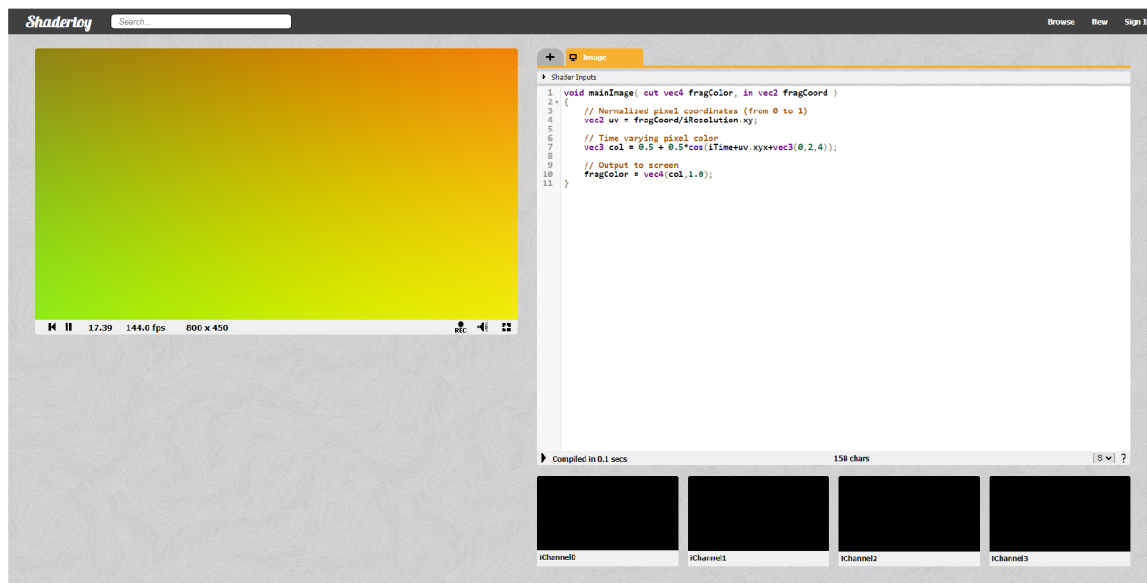 Shadertoy
Search...
Browse New Sign I
+ Image
Shader Inputs
1 void mainImage( out vec4 fragColor, in vec2 fragCoord )
2 {
3 // Normalized pixel coordinates (from 0 to 1)
4 vec2 uv = fragCoord/iResolution.xy;
5
6 // Time varying pixel color
7 vec3 col = 0.5 + 0.5*cos(iTime+uv.xyx+vec3(0,2,4));
8
9 // Output to screen
10 fragColor = vec4(col,1.0);
11 }
17.39 144.0 fps 800 x 450
REC
Compiled in 0.1 secs 158 chars S ?
iChannel0 iChannel1 iChannel2 iChannel3